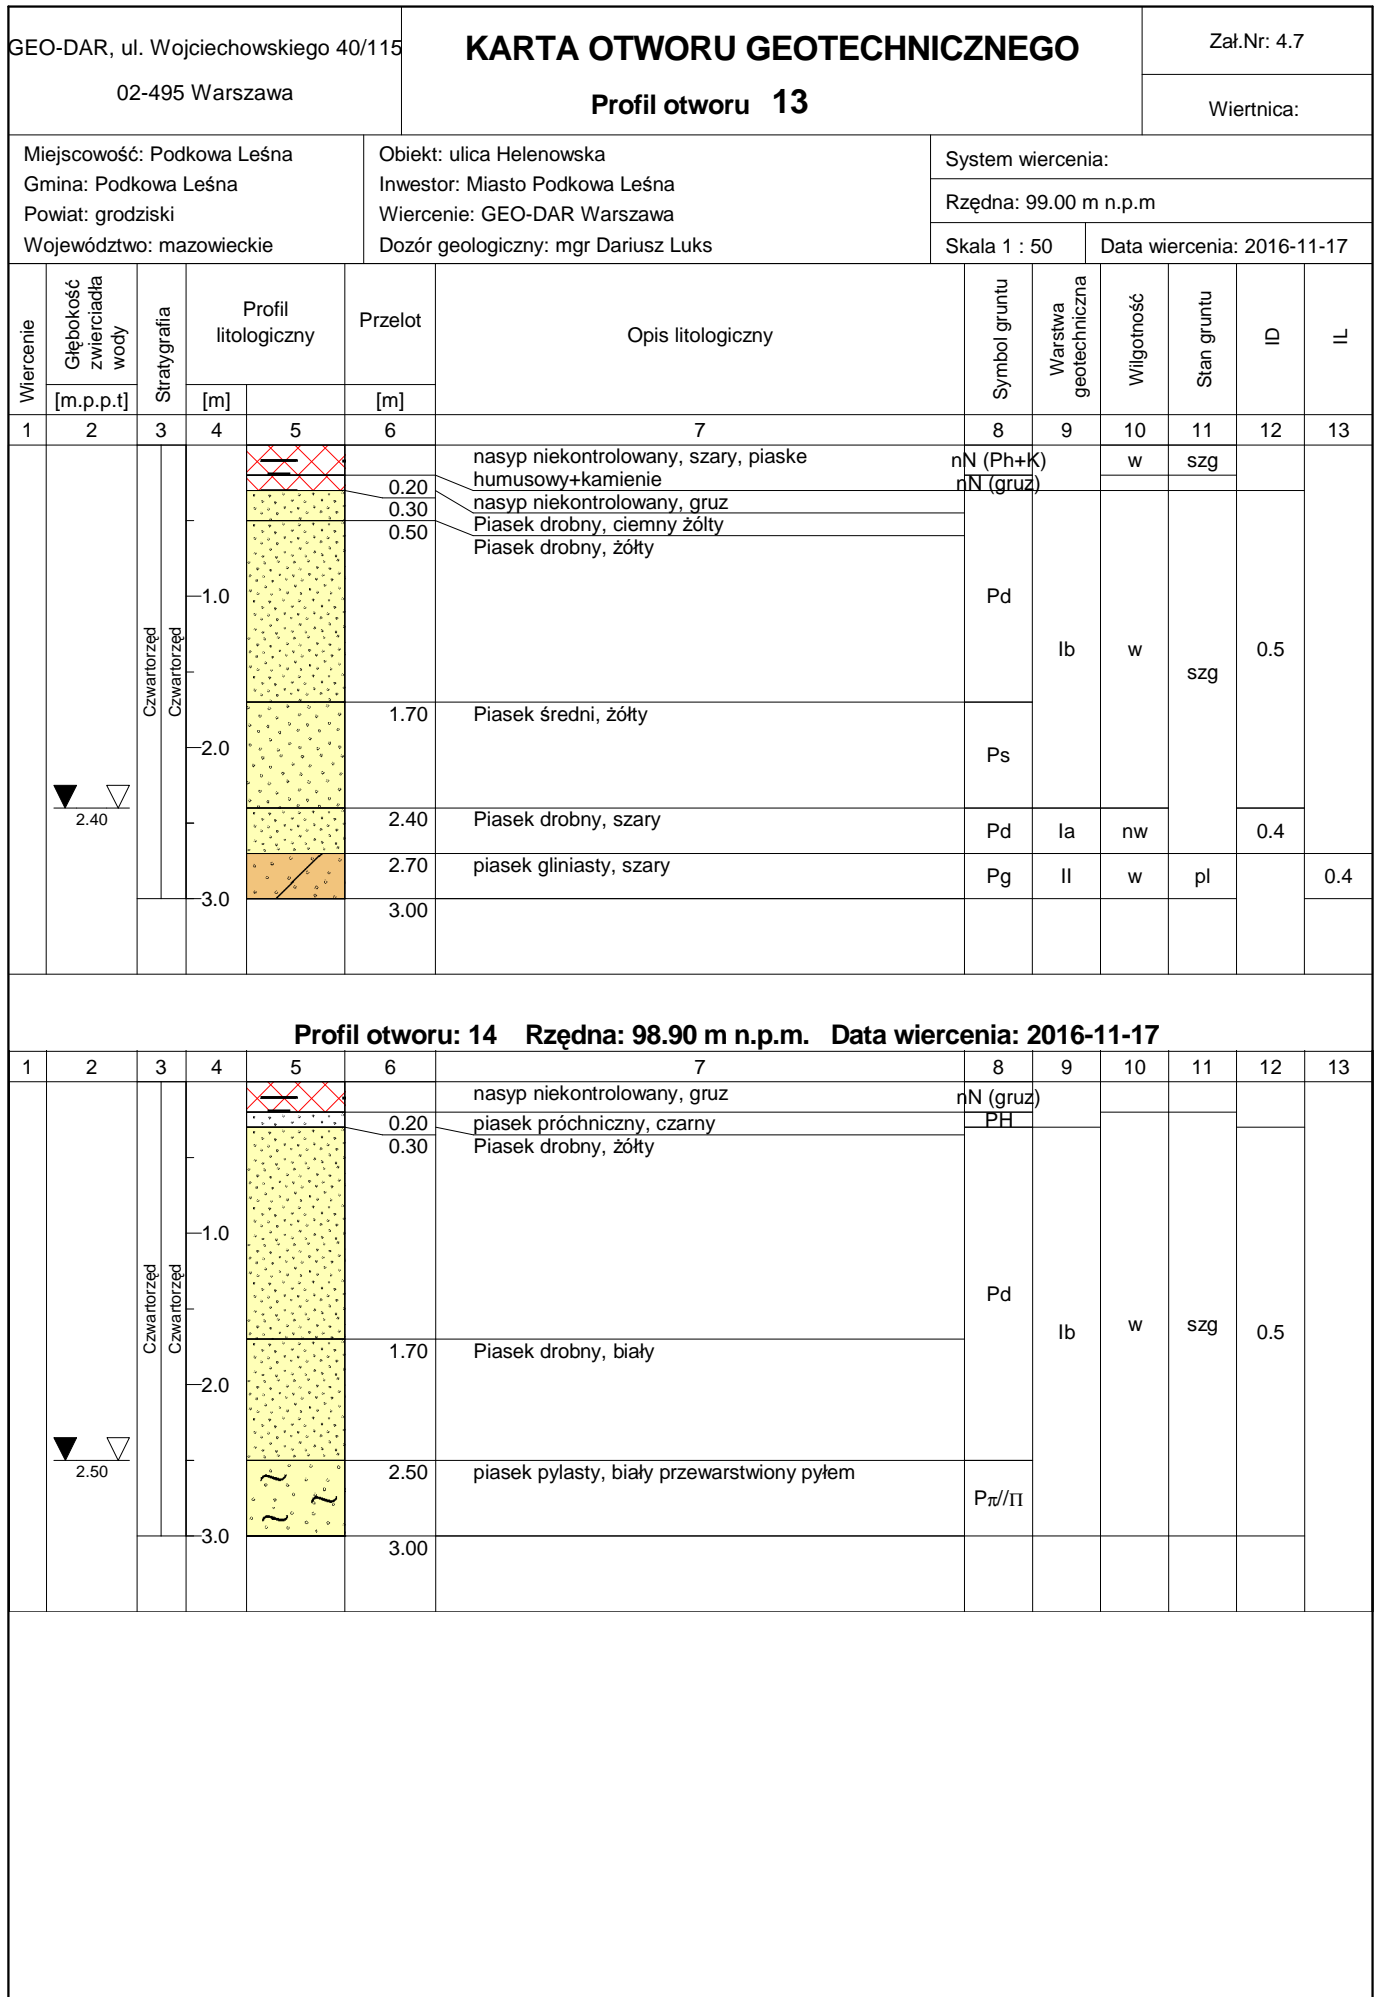 GEO-DAR, ul. Wojciechowskiego 40/115
02-495 Warszawa
KARTA OTWORU GEOTECHNICZNEGO
Profil otworu 13
Zał.Nr: 4.7
Wiertnica:
Miejscowość: Podkowa Leśna
Gmina: Podkowa Leśna
Powiat: grodziski
Województwo: mazowieckie
Obiekt: ulica Helenowska
Inwestor: Miasto Podkowa Leśna
Wiercenie: GEO-DAR Warszawa
Dozór geologiczny: mgr Dariusz Luks
System wiercenia:
Rzędna: 99.00 m n.p.m
Skala 1 : 50
Data wiercenia: 2016-11-17
Wiercenie
Głębokość
zwierciadła
wody
[m.p.p.t]
Stratygrafia
Profil
litologiczny
[m]
Przelot
[m]
Opis litologiczny
Symbol gruntu
Warstwa
geotechniczna
Wilgotność
Stan gruntu
ID
IL
1 2 3 4 5 6 7 8 9 10 11 12 13
nasyp niekontrolowany, szary, piaske
humusowy+kamienie
nN (Ph+K)
w
szg
0.20
nasyp niekontrolowany, gruz
nN (gruz)
0.30
Piasek drobny, ciemny żólty
0.50
Piasek drobny, żółty
1.0
Pd
Czwartorzęd
Czwartorzęd
Ib
w
szg
0.5
1.70
Piasek średni, żółty
2.0
Ps
2.40
2.40
Piasek drobny, szary
Pd
Ia
nw
0.4
2.70
piasek gliniasty, szary
Pg
II
w
pl
0.4
3.0
3.00
Profil otworu: 14 Rzędna: 98.90 m n.p.m. Data wiercenia: 2016-11-17
1 2 3 4 5 6 7 8 9 10 11 12 13
nasyp niekontrolowany, gruz
nN (gruz)
0.20
piasek próchniczny, czarny
PH
0.30
Piasek drobny, żółty
1.0
Czwartorzęd
Czwartorzęd
Pd
Ib
w
szg
0.5
1.70
Piasek drobny, biały
2.0
2.50
2.50
piasek pylasty, biały przewarstwiony pyłem
Pπ//Π
3.0
3.00